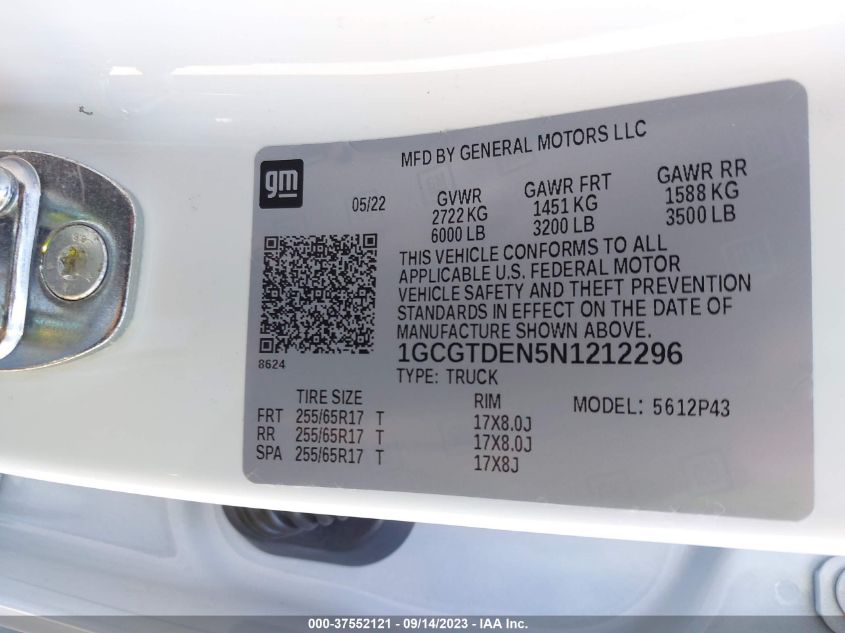 gm
MFD BY GENERAL MOTORS LLC
05/22
GVWR
2722 KG
6000 LB
GAWR FRT
1451 KG
3200 LB
GAWR RR
1588 KG
3500 LB
THIS VEHICLE CONFORMS TO ALL
APPLICABLE U.S. FEDERAL MOTOR
VEHICLE SAFETY AND THEFT PREVENTION
STANDARDS IN EFFECT ON THE DATE OF
MANUFACTURE SHOWN ABOVE.
8624
1GCGTDEN5N1212296
TYPE: TRUCK
TIRE SIZE
RIM
MODEL: 5612P43
FRT 255/65R17 T 17X8.0J
RR 255/65R17 T 17X8.0J
SPA 255/65R17 T 17X8J
000-37552121 - 09/14/2023 - IAA Inc.